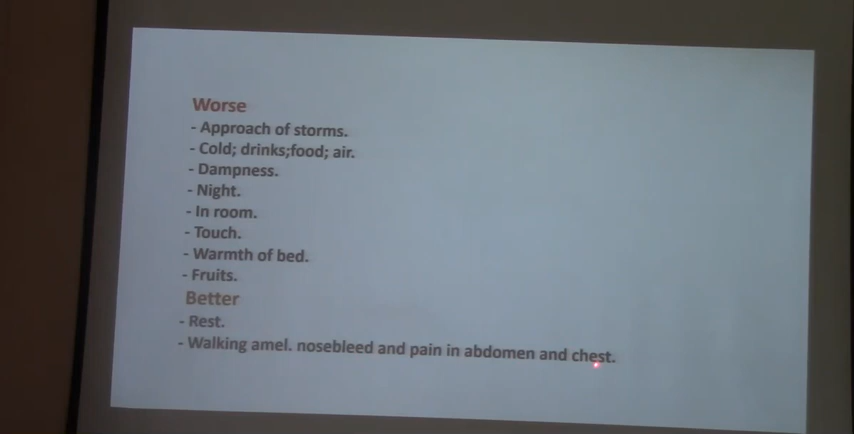 Worse
- Approach of storms.
- Cold; drinks;food; air.
- Dampness.
- Night.
- In room.
- Touch.
- Warmth of bed.
- Fruits.
Better
- Rest.
- Walking amel. nosebleed and pain in abdomen and chest.